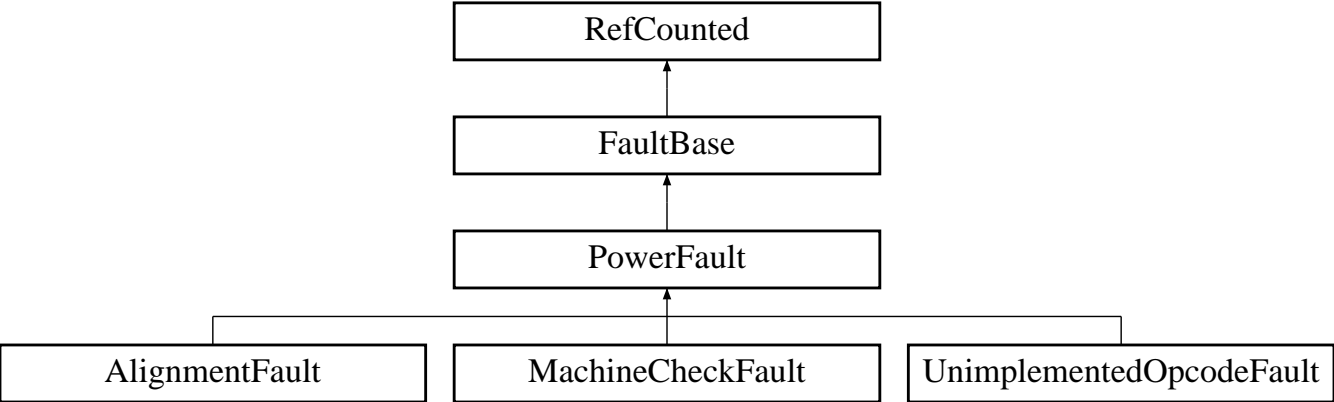 RefCounted
FaultBase
PowerFault
AlignmentFault
MachineCheckFault
UnimplementedOpcodeFault